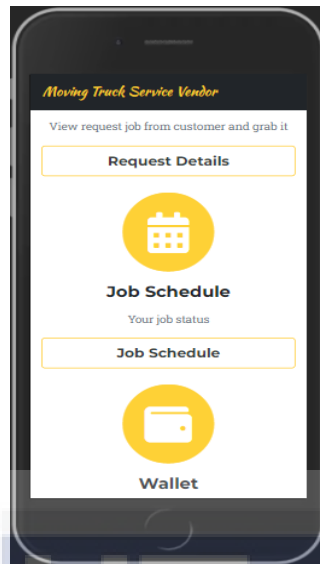 Moving Truck Service Vendor
View request job from customer and grab it
Request Details
Job Schedule
Your job status
Job Schedule
Wallet